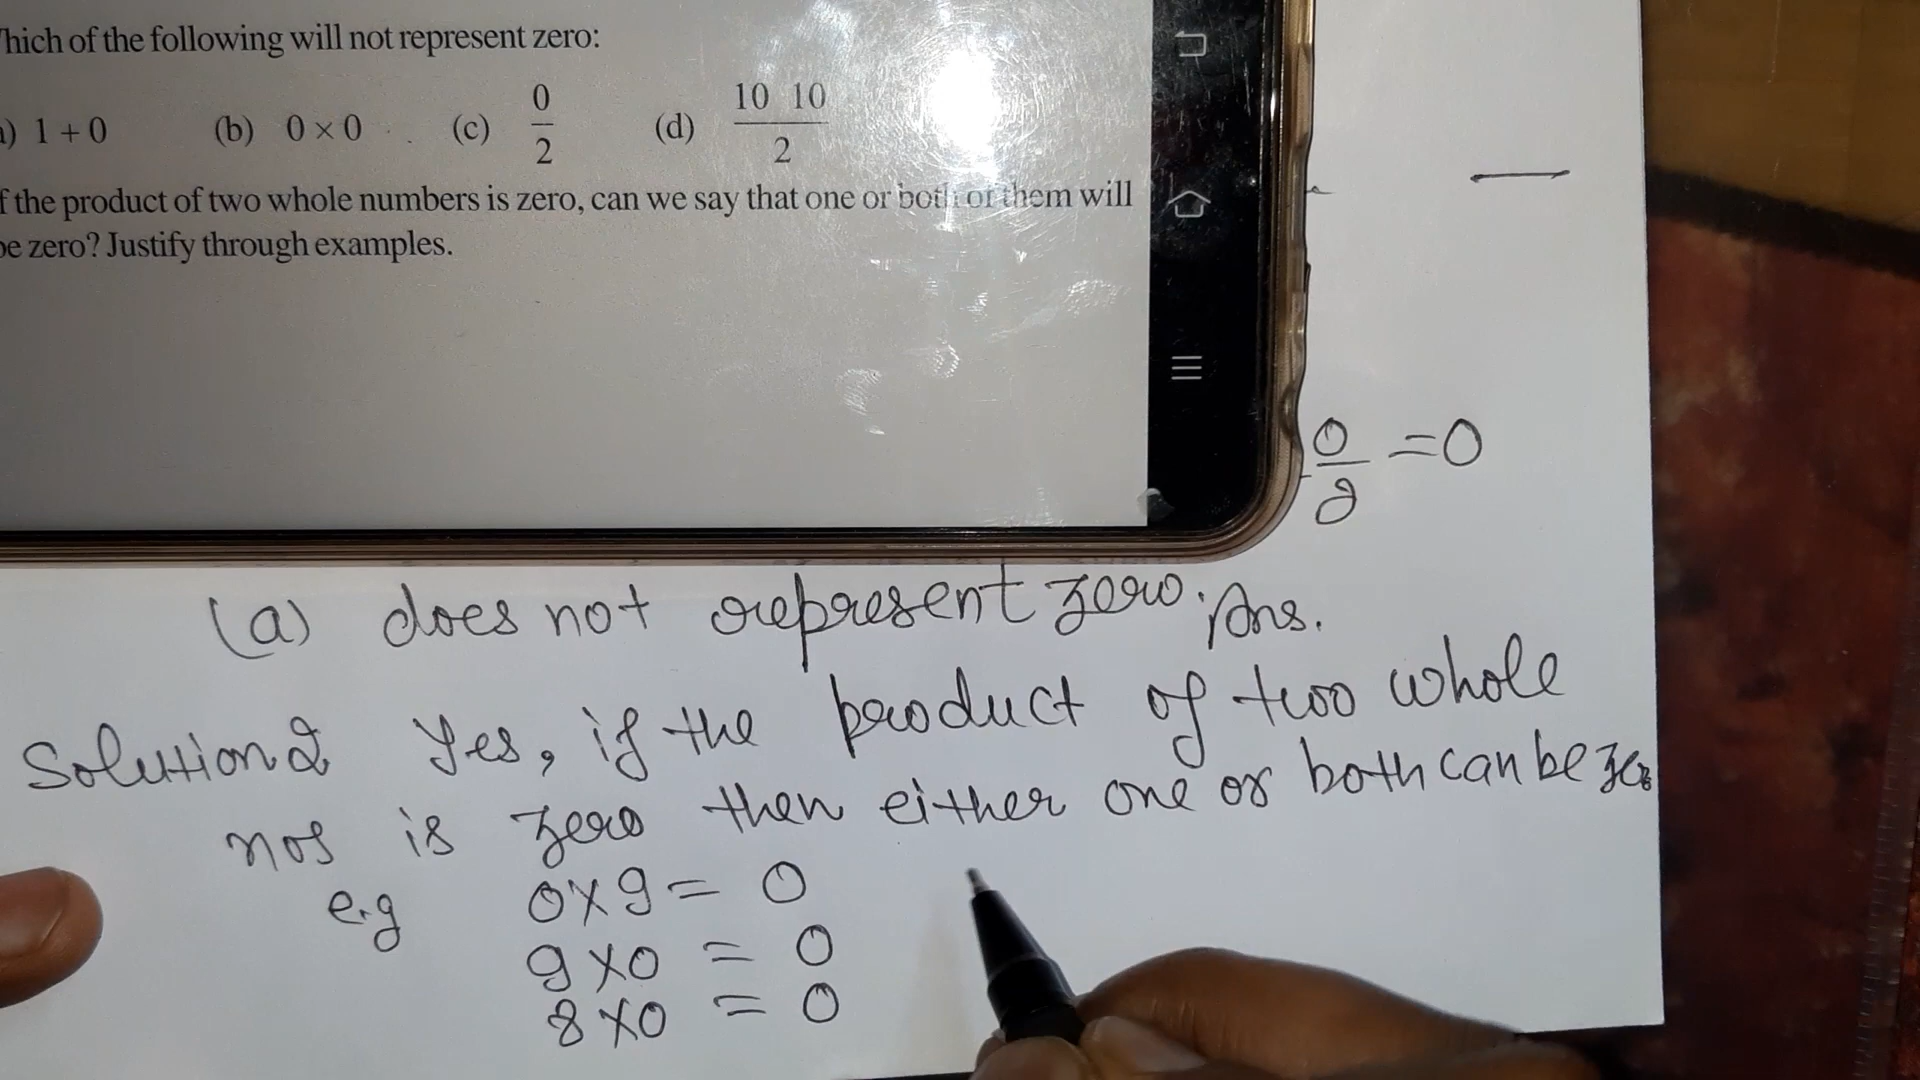 hich of the following will not represent zero:
) 1 + 0 (b) 0 × 0 (c) 0/2 (d) 10 10/2
f the product of two whole numbers is zero, can we say that one or both of them will
be zero? Justify through examples.
0/2 = 0
(a) does not represent zero. Ans.
Solution 2 Yes, if the product of two whole
nos is zero then either one or both can be zero
e.g 0 × 9 = 0
9 × 0 = 0
8 × 0 = 0